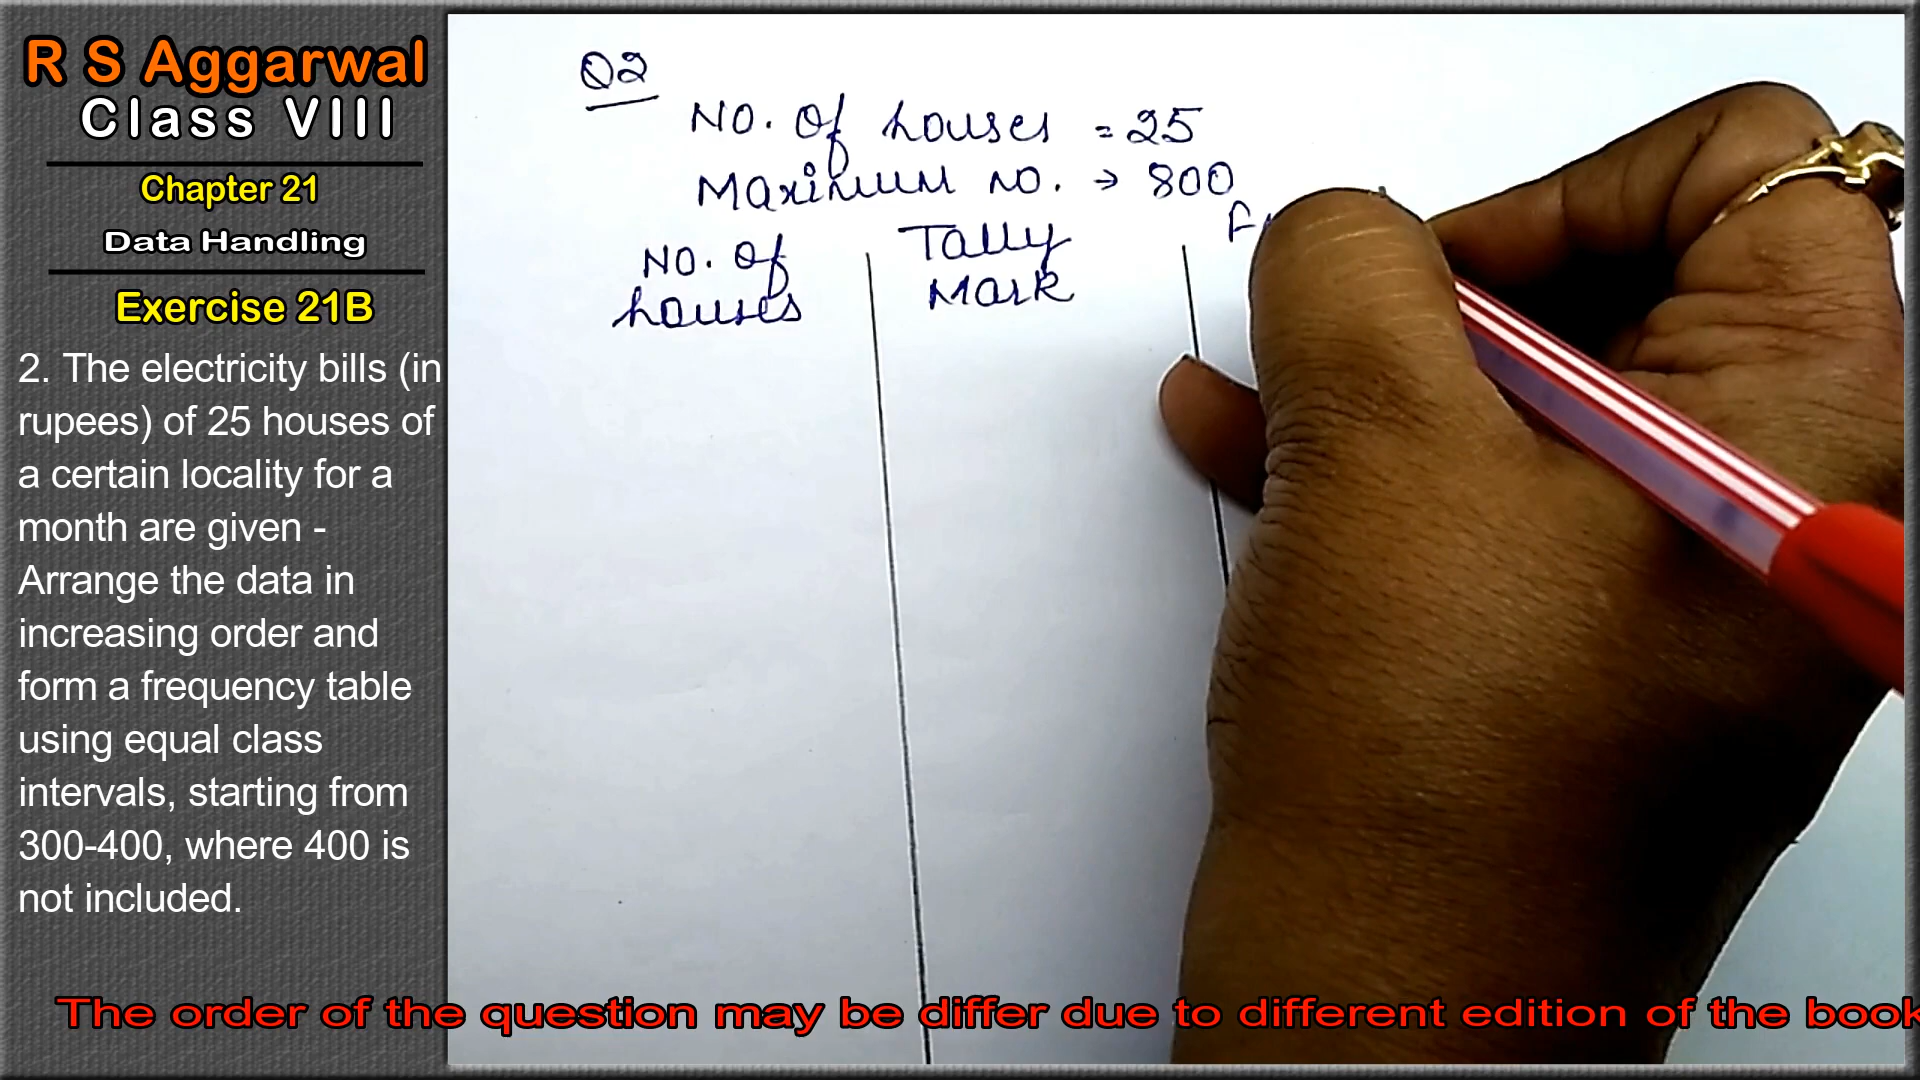 R S Aggarwal
Class VIII
Chapter 21
Data Handling
Exercise 21B
2. The electricity bills (in
rupees) of 25 houses of
a certain locality for a
month are given -
Arrange the data in
increasing order and
form a frequency table
using equal class
intervals, starting from
300-400, where 400 is
not included.
Q2
No. of houses = 25
Maximum no. → 800
No. of
houses
Tally
Mark
The order of the question may be differ due to different edition of the book